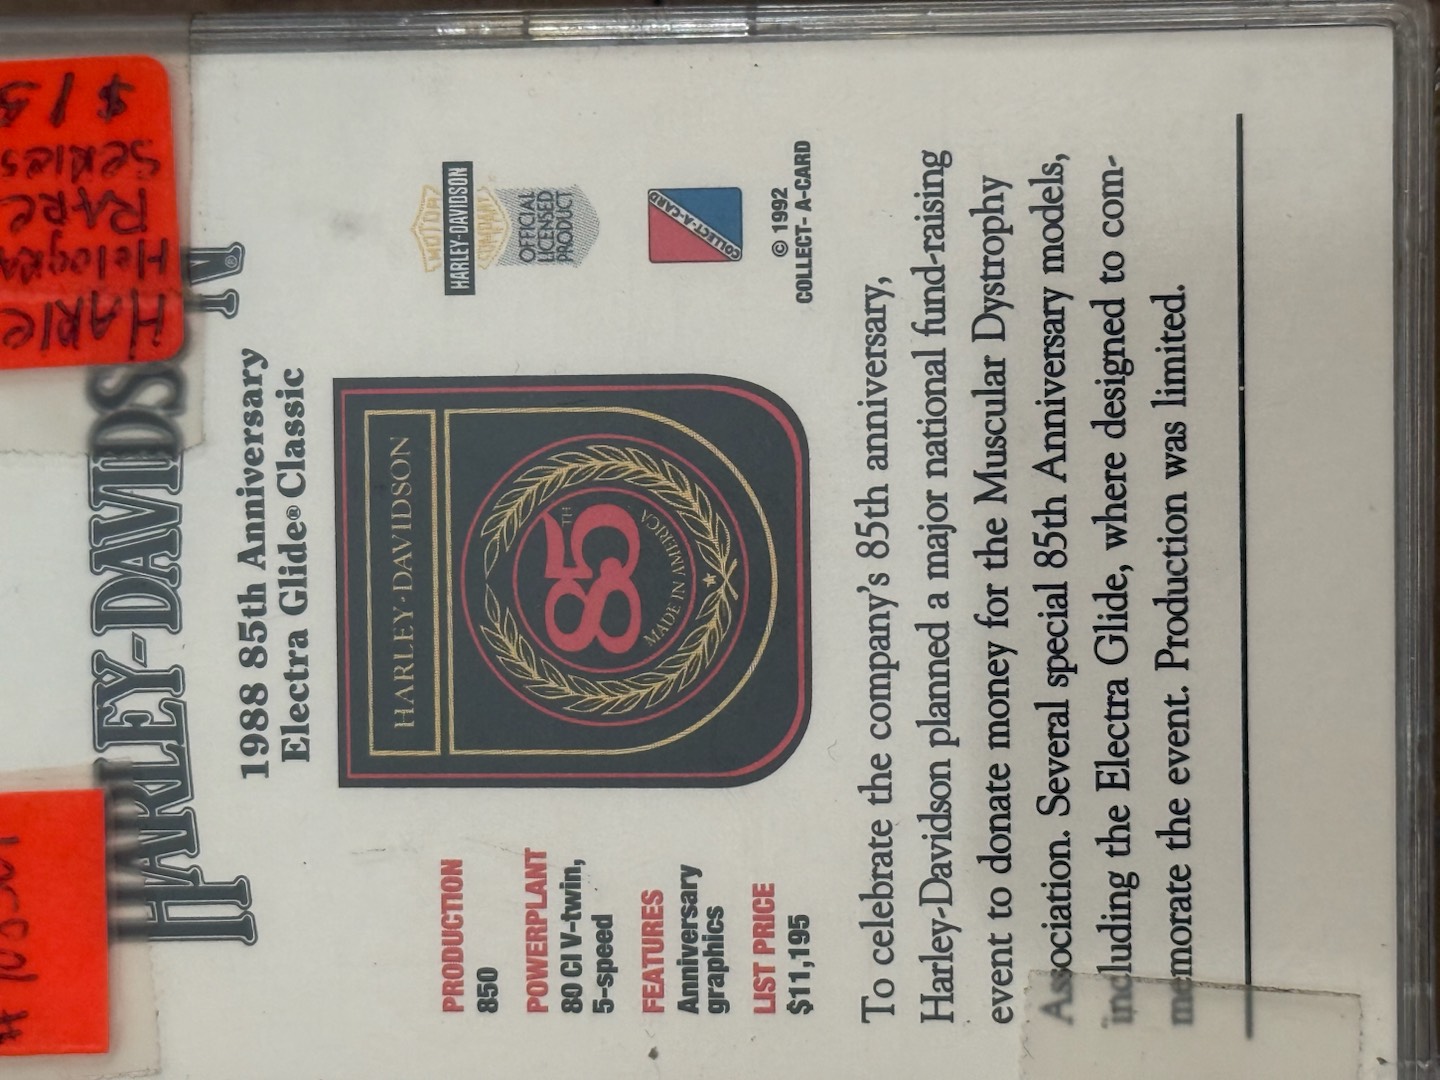 HARLEY-DAVIDSON®
1988 85th Anniversary
Electra Glide® Classic
PRODUCTION
850
POWERPLANT
80 CI V-twin,
5-speed
FEATURES
Anniversary
graphics
LIST PRICE
$11,195
HARLEY·DAVIDSON
85TH
MADE IN AMERICA
MOTOR
HARLEY-DAVIDSON
COMPANY
OFFICIAL
LICENSED
PRODUCT
COLLECT-A-CARD
© 1992
COLLECT- A-CARD
To celebrate the company's 85th anniversary,
Harley-Davidson planned a major national fund-raising
event to donate money for the Muscular Dystrophy
Association. Several special 85th Anniversary models,
including the Electra Glide, where designed to com-
memorate the event. Production was limited.
RARE
Series